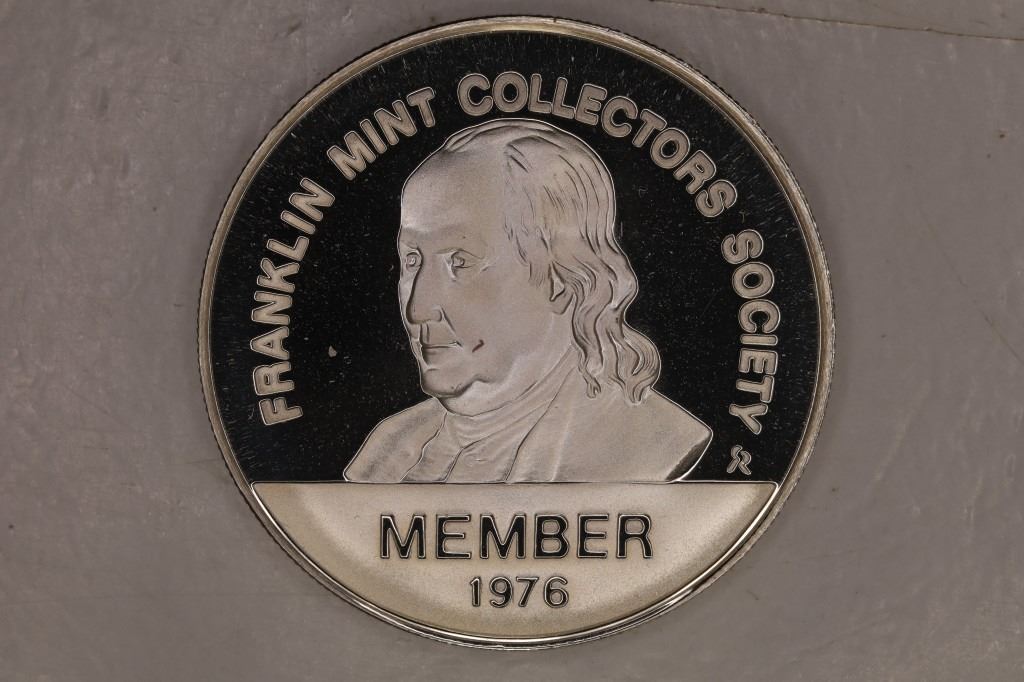 FRANKLIN MINT COLLECTORS SOCIETY
MEMBER
1976